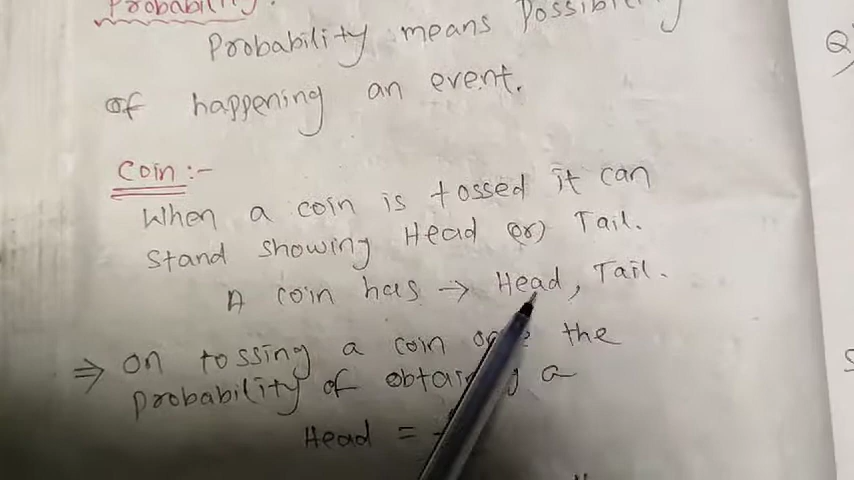 Probability:
Probability means Possibility
of happening an event.
Coin :-
When a coin is tossed it can
stand showing Head (or) Tail.
A coin has → Head, Tail.
⇒ on tossing a coin the
probability of a
Head =
Q